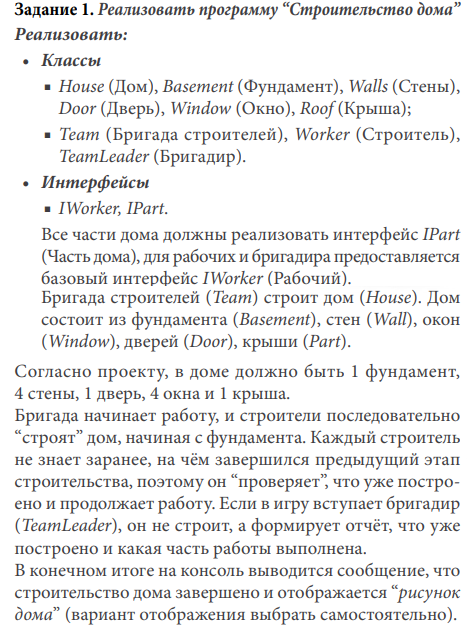 Задание 1. Реализовать программу “Строительство дома”
Реализовать:
• Классы
▪ House (Дом), Basement (Фундамент), Walls (Стены),
Door (Дверь), Window (Окно), Roof (Крыша);
▪ Team (Бригада строителей), Worker (Строитель),
TeamLeader (Бригадир).
• Интерфейсы
▪ IWorker, IPart.
Все части дома должны реализовать интерфейс IPart
(Часть дома), для рабочих и бригадира предоставляется
базовый интерфейс IWorker (Рабочий).
Бригада строителей (Team) строит дом (House). Дом
состоит из фундамента (Basement), стен (Wall), окон
(Window), дверей (Door), крыши (Part).
Согласно проекту, в доме должно быть 1 фундамент,
4 стены, 1 дверь, 4 окна и 1 крыша.
Бригада начинает работу, и строители последовательно
“строят” дом, начиная с фундамента. Каждый строитель
не знает заранее, на чём завершился предыдущий этап
строительства, поэтому он “проверяет”, что уже построе-
но и продолжает работу. Если в игру вступает бригадир
(TeamLeader), он не строит, а формирует отчёт, что уже
построено и какая часть работы выполнена.
В конечном итоге на консоль выводится сообщение, что
строительство дома завершено и отображается “рисунок
дома” (вариант отображения выбрать самостоятельно).